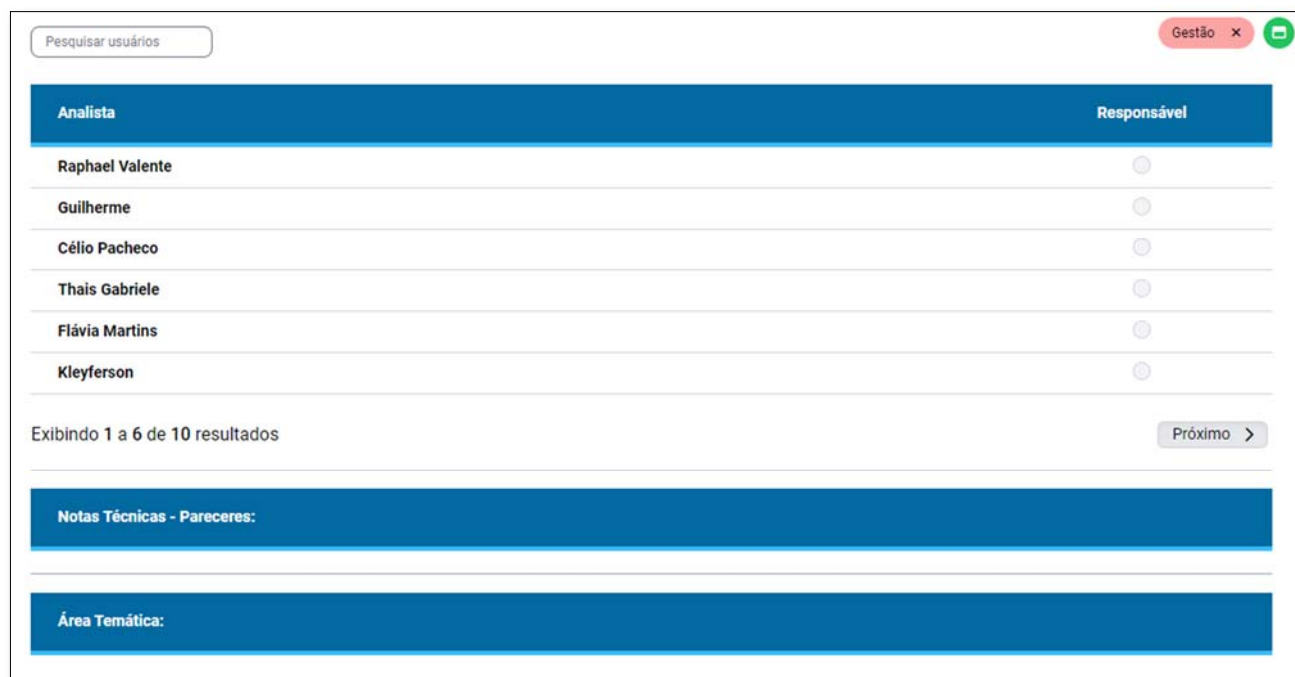 Pesquisar usuários
Gestão ×
Analista Responsável
Raphael Valente
Guilherme
Célio Pacheco
Thais Gabriele
Flávia Martins
Kleyferson
Exibindo 1 a 6 de 10 resultados
Próximo >
Notas Técnicas - Pareceres:
Área Temática: